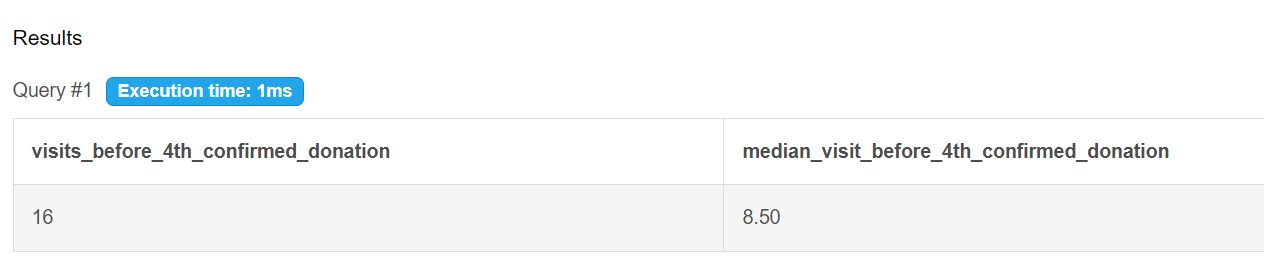 Results
Query #1 Execution time: 1ms
visits_before_4th_confirmed_donation median_visit_before_4th_confirmed_donation
16 8.50